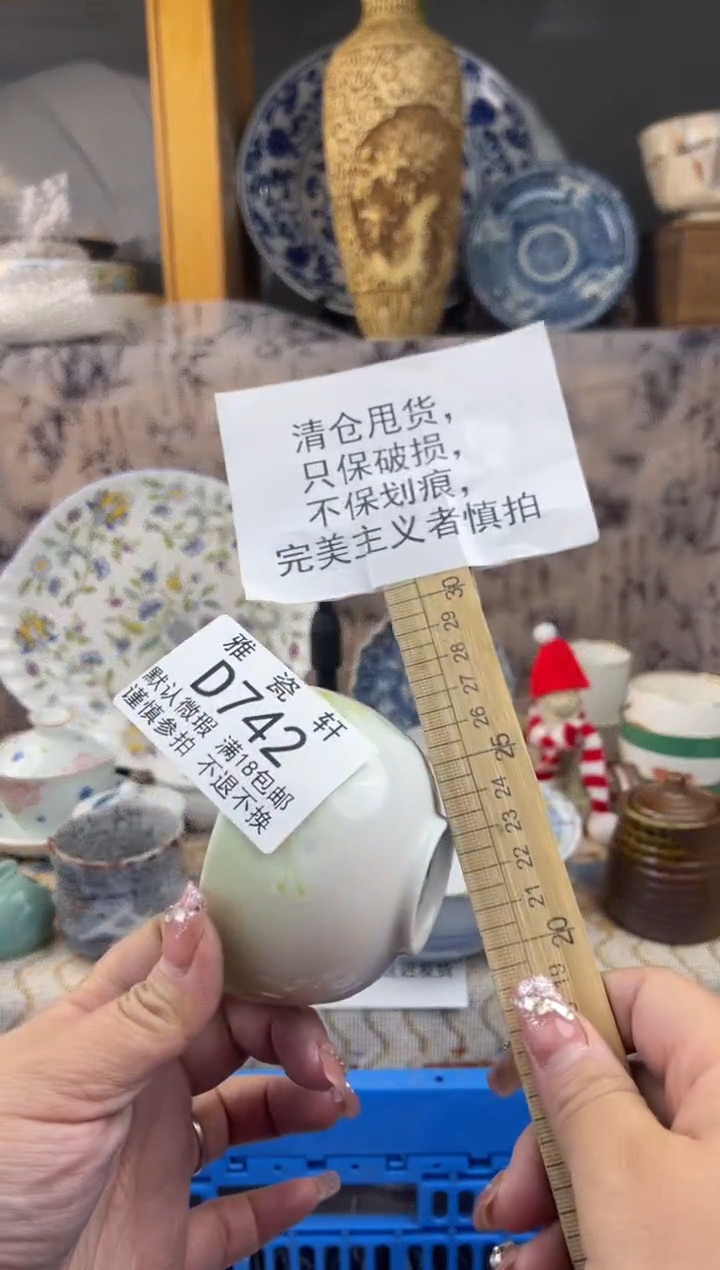 清仓甩货，
只保破损，
不保划痕，
完美主义者慎拍
雅瓷轩
D742
默认微瑕 满18包邮
谨慎参拍 不退不换
30
29
28
27
26
25
24
23
22
21
20
19